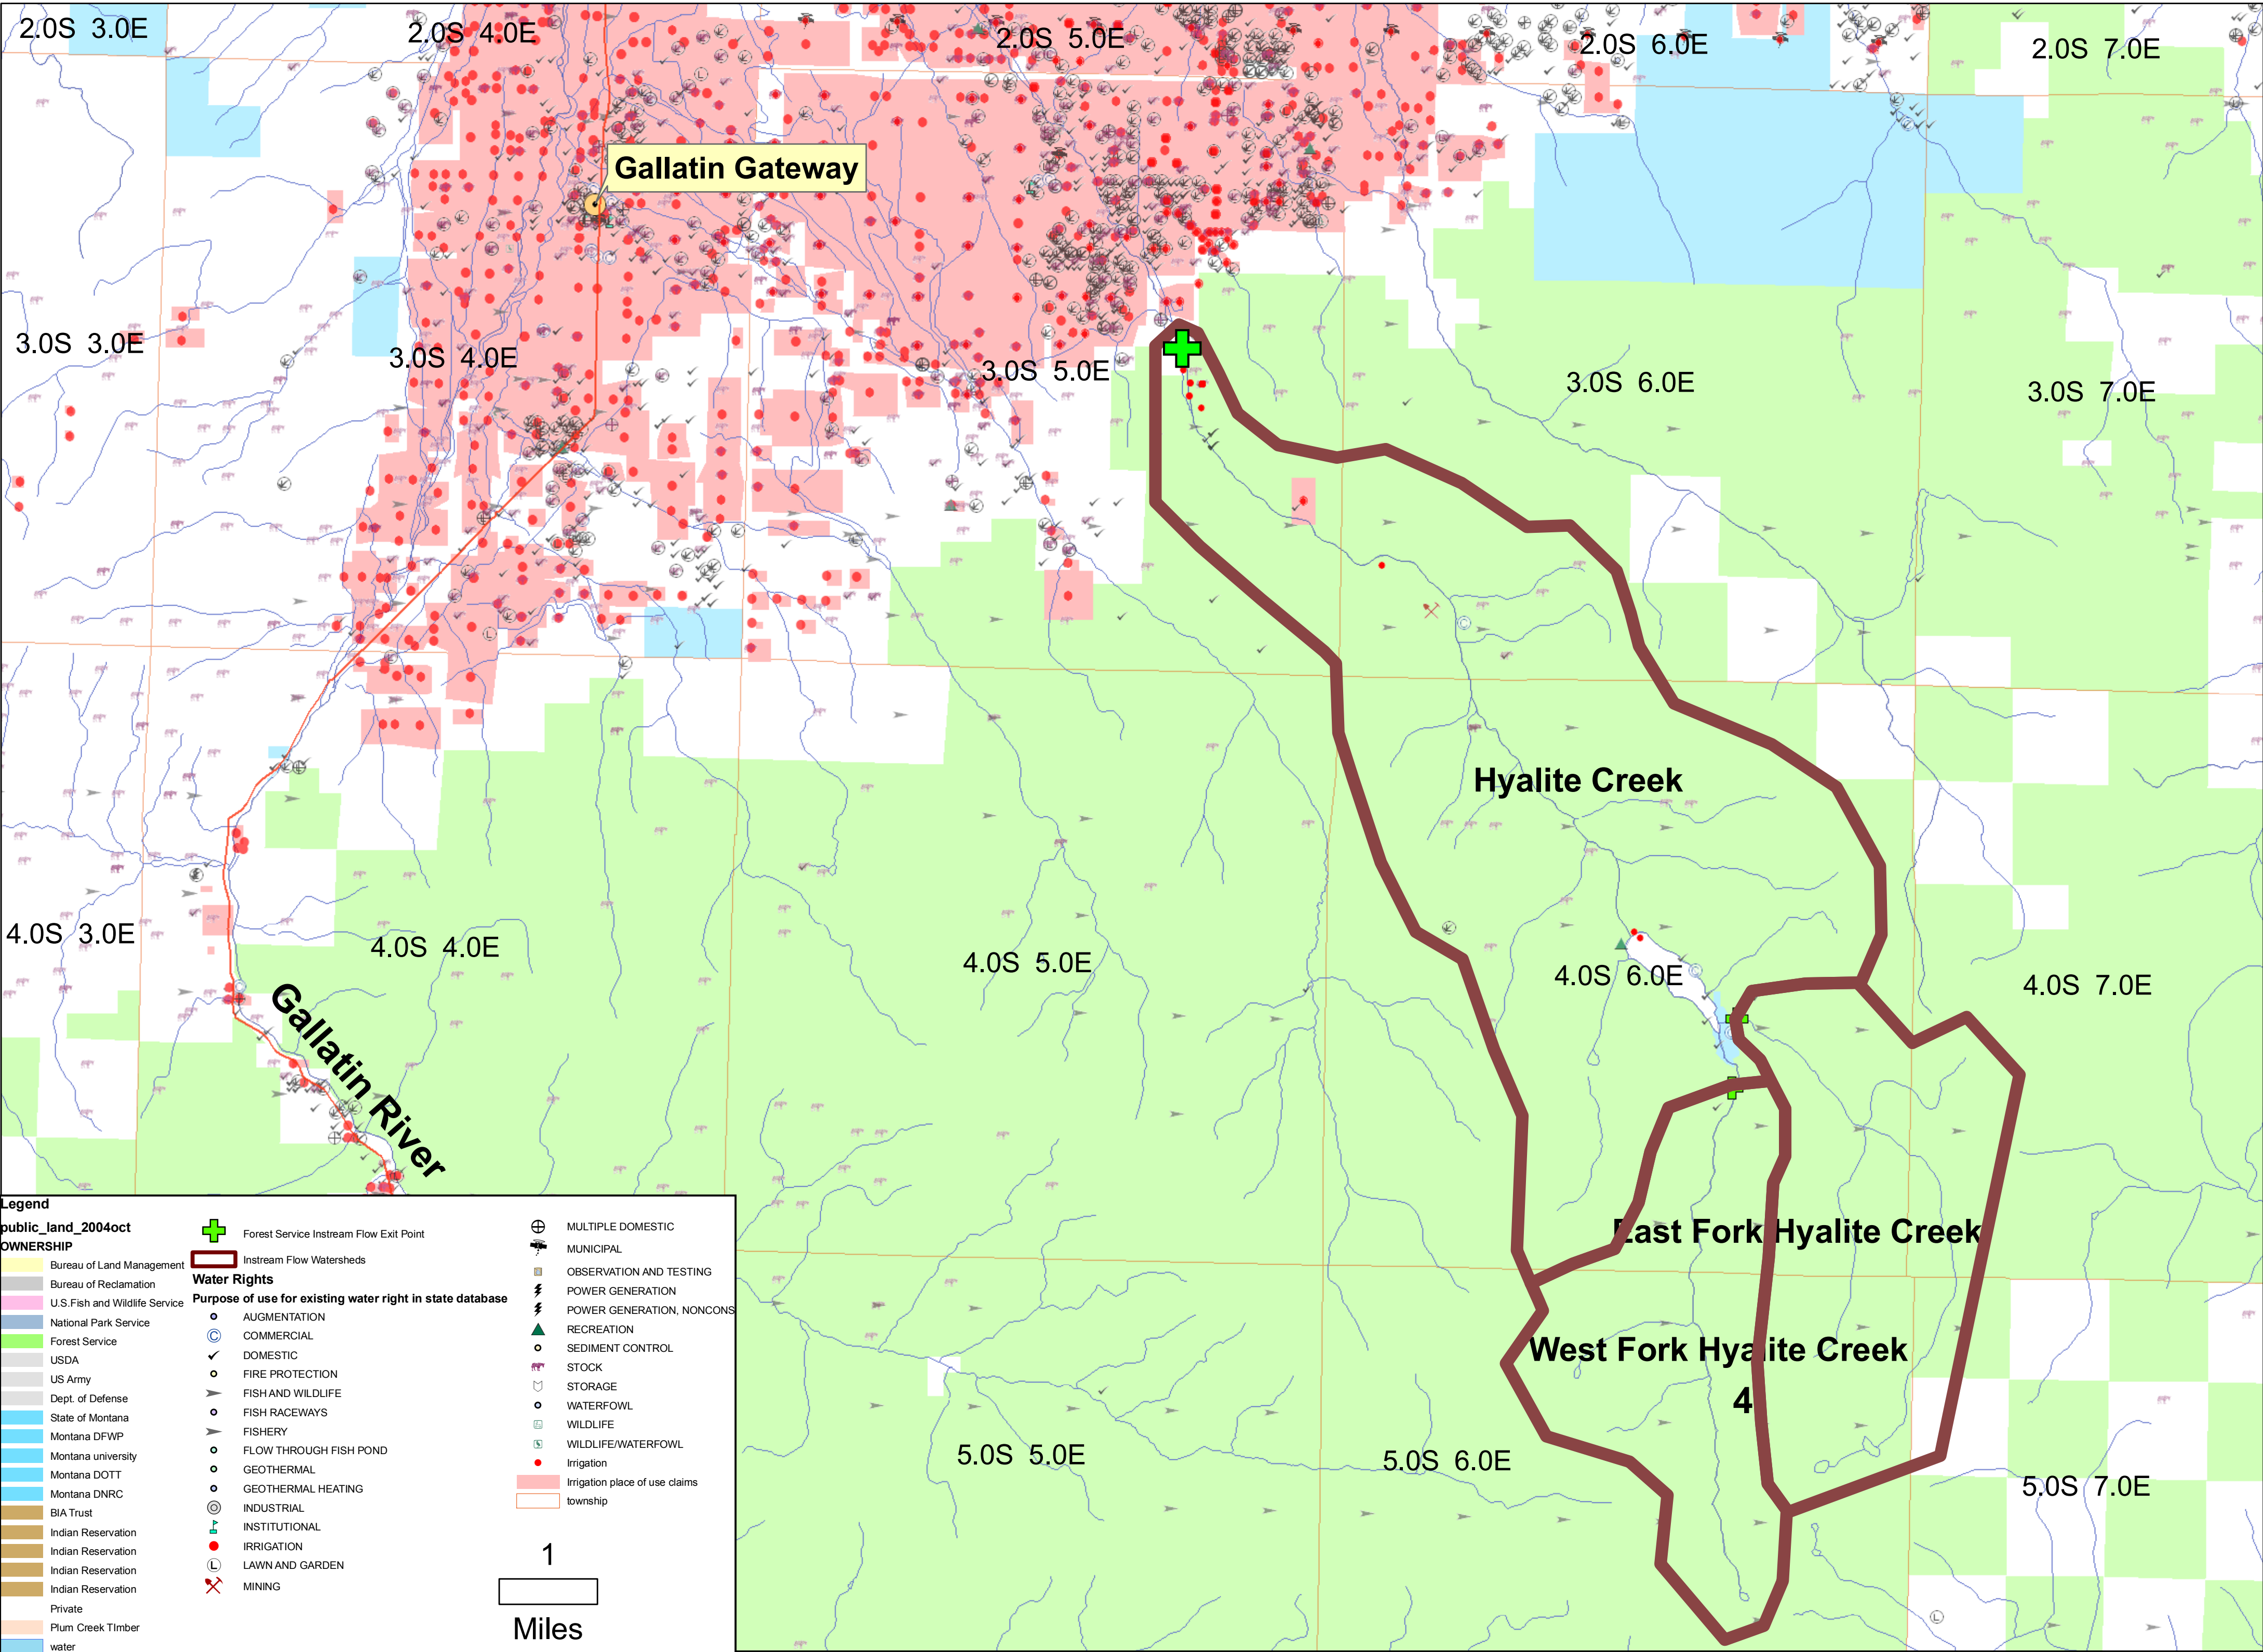 2.0S 3.0E
2.0S 4.0E
2.0S 5.0E
2.0S 6.0E
2.0S 7.0E
Gallatin Gateway
3.0S 3.0E
3.0S 4.0E
3.0S 5.0E
3.0S 6.0E
3.0S 7.0E
Hyalite Creek
4.0S 3.0E
4.0S 4.0E
4.0S 5.0E
4.0S 6.0E
4.0S 7.0E
Gallatin River
East Fork Hyalite Creek
West Fork Hyalite Creek
4
5.0S 5.0E
5.0S 6.0E
5.0S 7.0E
Legend
public_land_2004oct
OWNERSHIP
Bureau of Land Management
Bureau of Reclamation
U.S.Fish and Wildlife Service
National Park Service
Forest Service
USDA
US Army
Dept. of Defense
State of Montana
Montana DFWP
Montana university
Montana DOTT
Montana DNRC
BIA Trust
Indian Reservation
Indian Reservation
Indian Reservation
Indian Reservation
Private
Plum Creek TImber
water
Forest Service Instream Flow Exit Point
Instream Flow Watersheds
Water Rights
Purpose of use for existing water right in state database
AUGMENTATION
COMMERCIAL
DOMESTIC
FIRE PROTECTION
FISH AND WILDLIFE
FISH RACEWAYS
FISHERY
FLOW THROUGH FISH POND
GEOTHERMAL
GEOTHERMAL HEATING
INDUSTRIAL
INSTITUTIONAL
IRRIGATION
LAWN AND GARDEN
MINING
MULTIPLE DOMESTIC
MUNICIPAL
OBSERVATION AND TESTING
POWER GENERATION
POWER GENERATION, NONCONS
RECREATION
SEDIMENT CONTROL
STOCK
STORAGE
WATERFOWL
WILDLIFE
WILDLIFE/WATERFOWL
Irrigation
Irrigation place of use claims
township
1
Miles